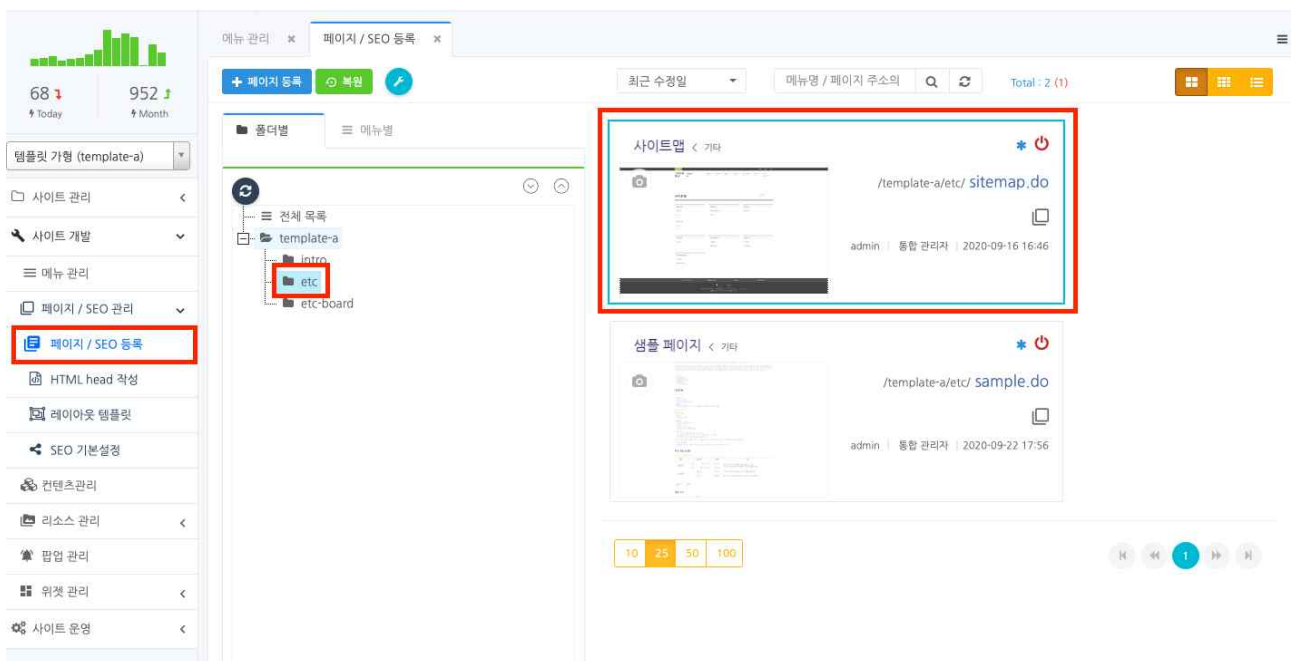 메뉴 관리 ×
페이지 / SEO 등록 ×
68
Today
952
Month
템플릿 가형 (template-a)
사이트 관리
사이트 개발
메뉴 관리
페이지 / SEO 관리
페이지 / SEO 등록
HTML head 작성
레이아웃 템플릿
SEO 기본설정
컨텐츠관리
리소스 관리
팝업 관리
위젯 관리
사이트 운영
+ 페이지 등록
복원
최근 수정일
메뉴명 / 페이지 주소의
Total : 2 (1)
폴더별
메뉴별
전체 목록
template-a
intro
etc
etc-board
사이트맵 < 기타
/template-a/etc/ sitemap.do
admin | 통합 관리자 | 2020-09-16 16:46
샘플 페이지 < 기타
/template-a/etc/ sample.do
admin | 통합 관리자 | 2020-09-22 17:56
10 25 50 100
1